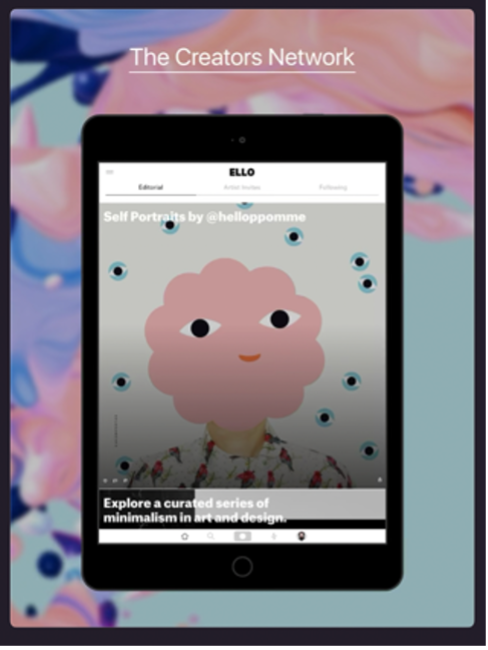 The Creators Network
ELLO
Editorial
Artist Invites
Following
Self Portraits by @helloppomme
Explore a curated series of
minimalism in art and design.